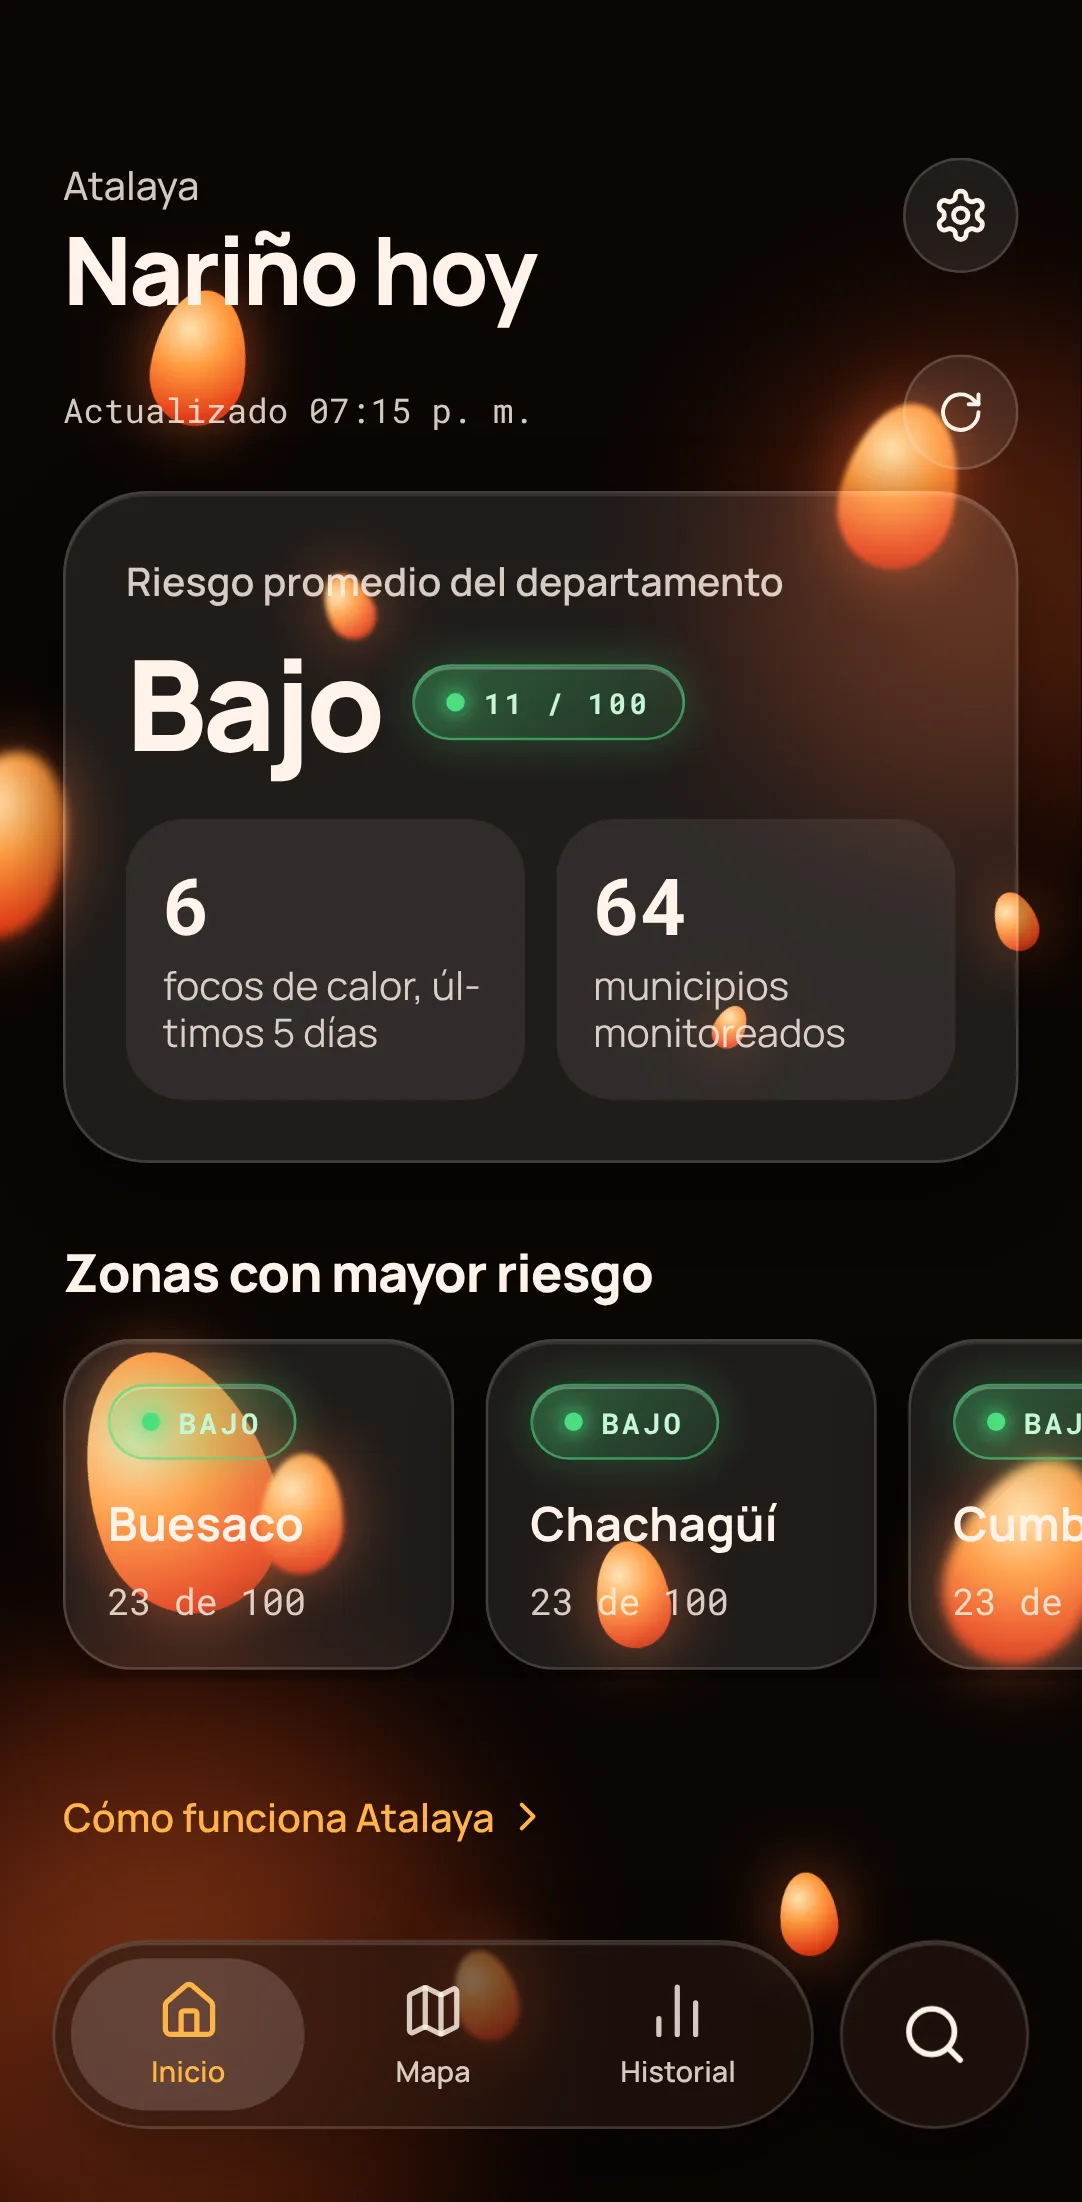 Atalaya
Nariño hoy
Actualizado 07:15 p. m.
Riesgo promedio del departamento
Bajo
11 / 100
6
focos de calor, úl-
timos 5 días
64
municipios
monitoreados
Zonas con mayor riesgo
BAJO
Buesaco
23 de 100
BAJO
Chachagüí
23 de 100
BAJ
Cumb
23 de
Cómo funciona Atalaya
Inicio
Mapa
Historial